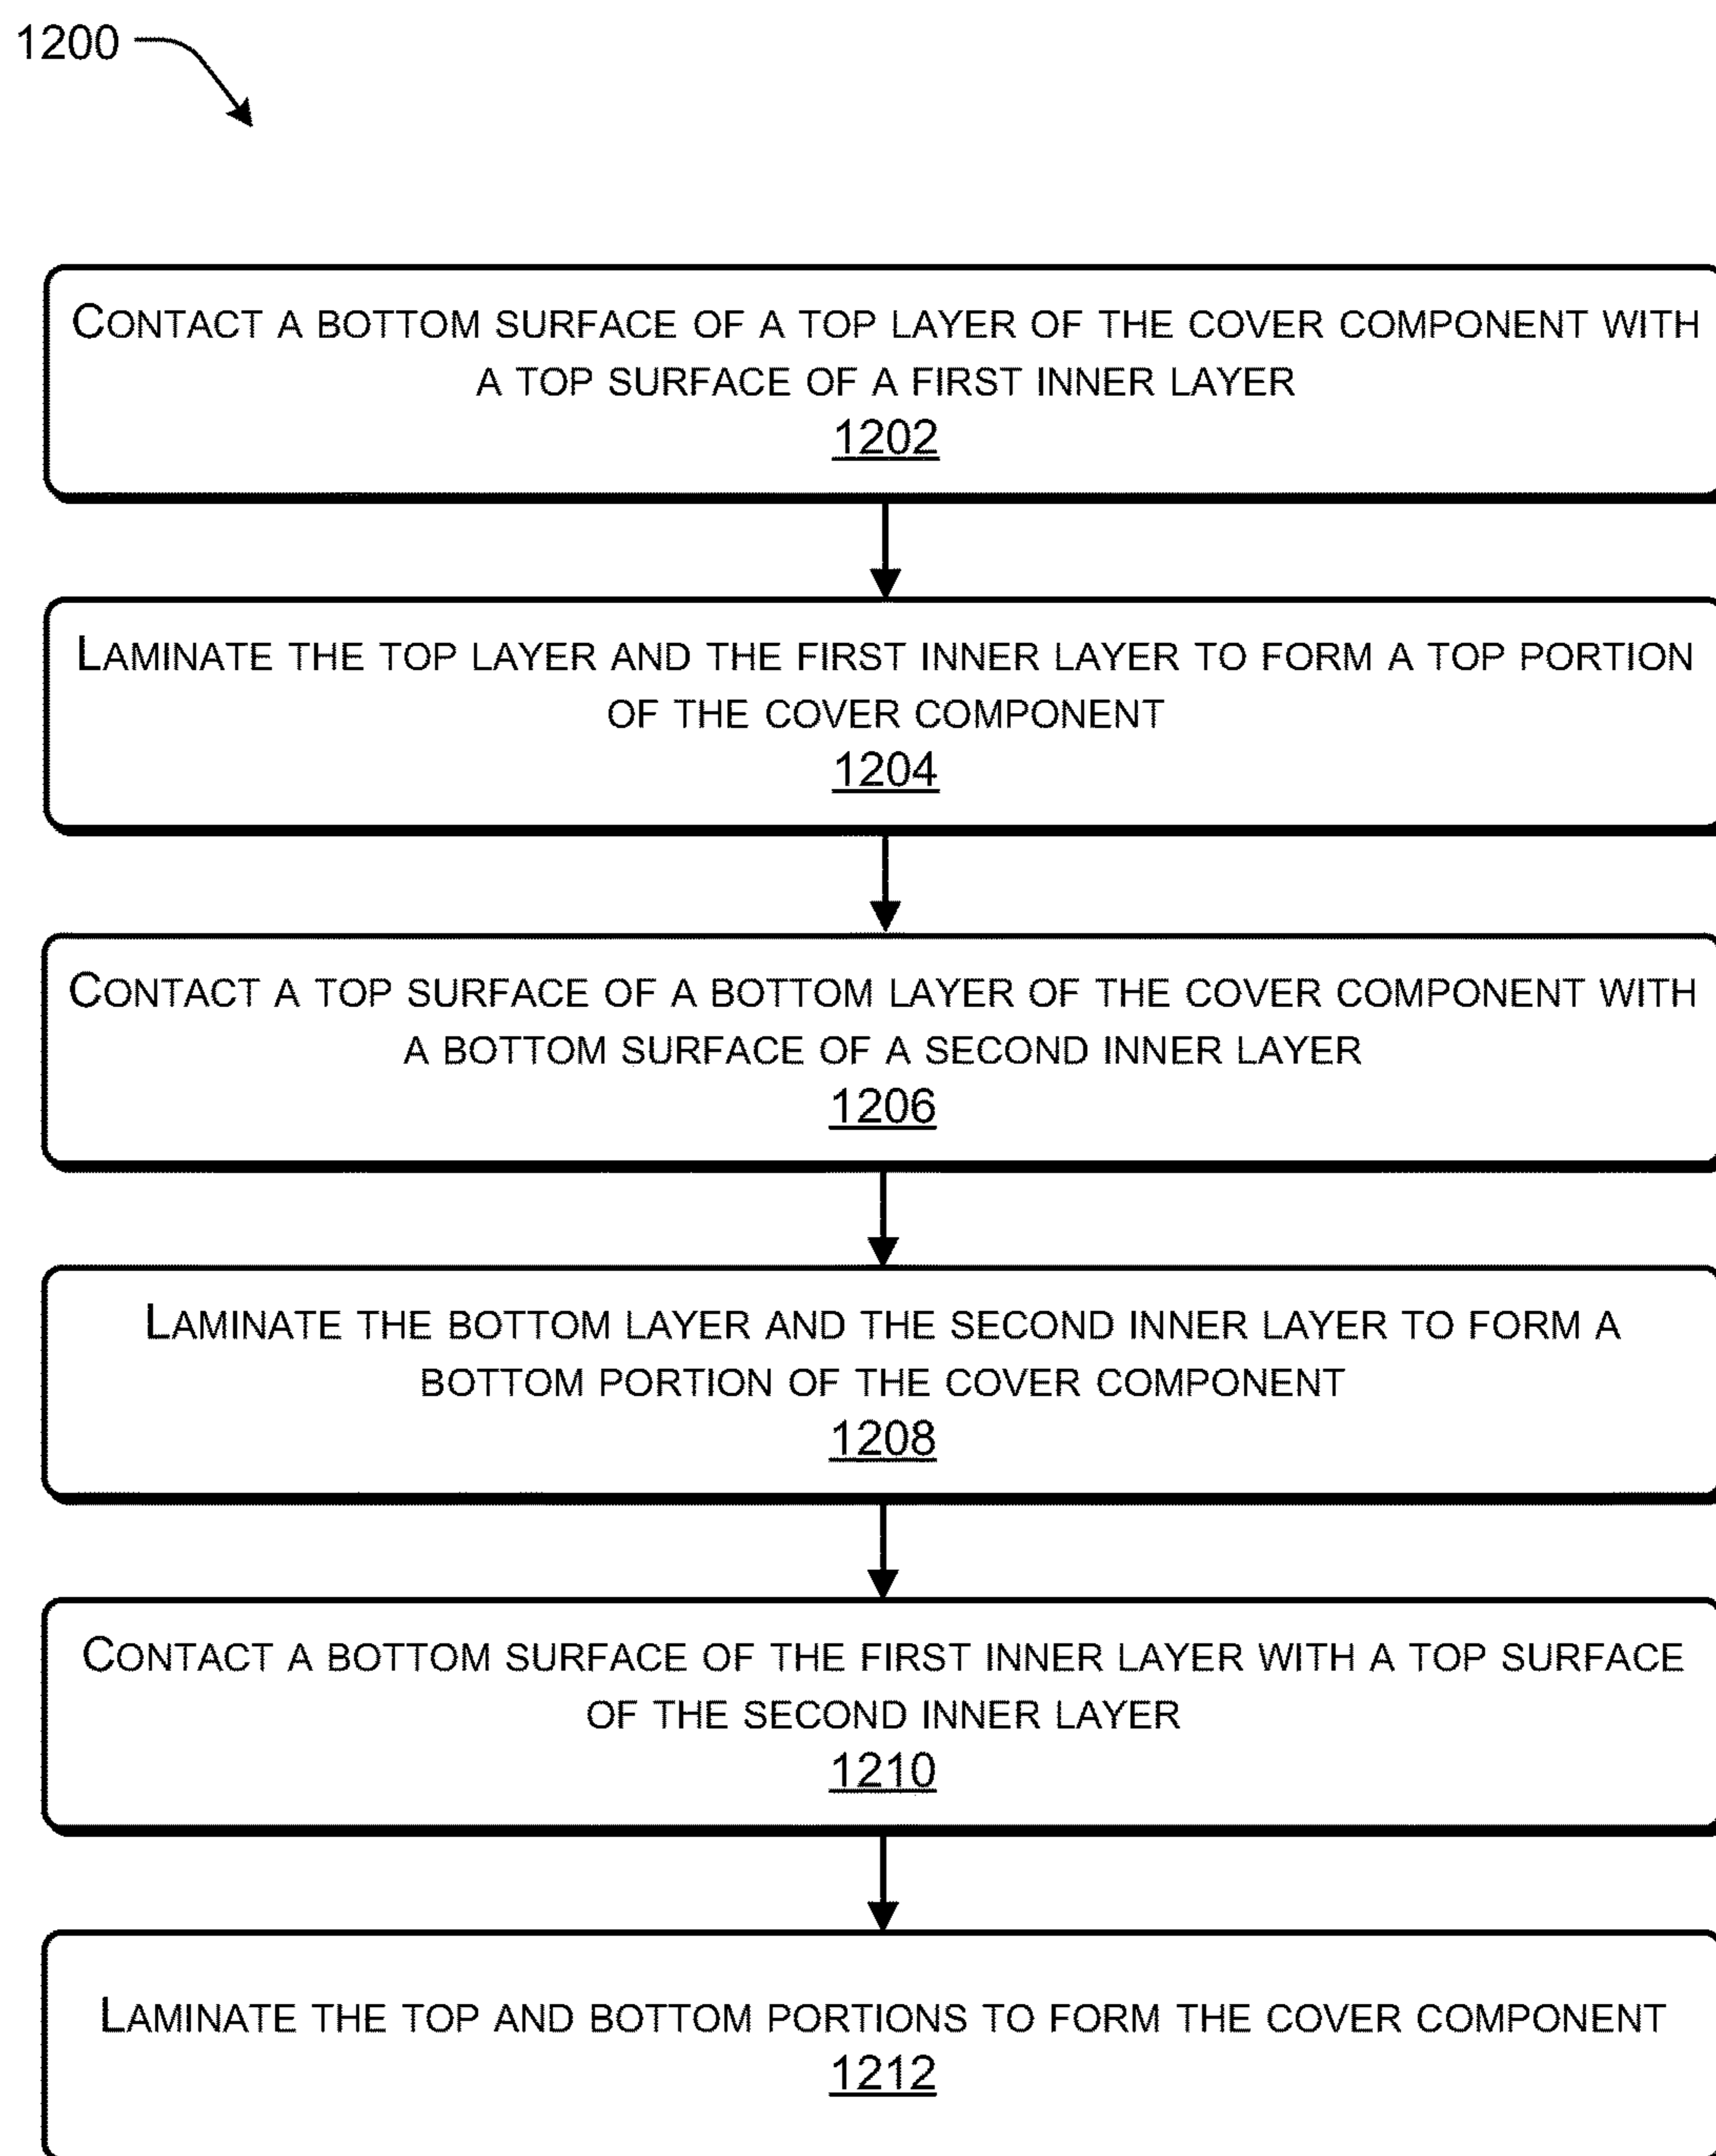 1200
CONTACT A BOTTOM SURFACE OF A TOP LAYER OF THE COVER COMPONENT WITH
A TOP SURFACE OF A FIRST INNER LAYER
1202
LAMINATE THE TOP LAYER AND THE FIRST INNER LAYER TO FORM A TOP PORTION
OF THE COVER COMPONENT
1204
CONTACT A TOP SURFACE OF A BOTTOM LAYER OF THE COVER COMPONENT WITH
A BOTTOM SURFACE OF A SECOND INNER LAYER
1206
LAMINATE THE BOTTOM LAYER AND THE SECOND INNER LAYER TO FORM A
BOTTOM PORTION OF THE COVER COMPONENT
1208
CONTACT A BOTTOM SURFACE OF THE FIRST INNER LAYER WITH A TOP SURFACE
OF THE SECOND INNER LAYER
1210
LAMINATE THE TOP AND BOTTOM PORTIONS TO FORM THE COVER COMPONENT
1212